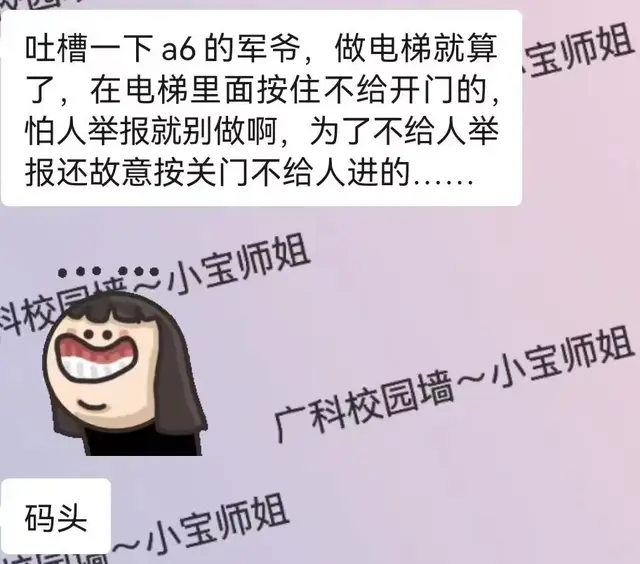 吐槽一下 a6 的军爷，做电梯就算
了，在电梯里面按住不给开门的，
怕人举报就别做啊，为了不给人举
报还故意按关门不给人进的……
宝师姐
科校园墙～小宝师姐
广科校园墙～小宝师姐
码头
校园墙～小宝师姐